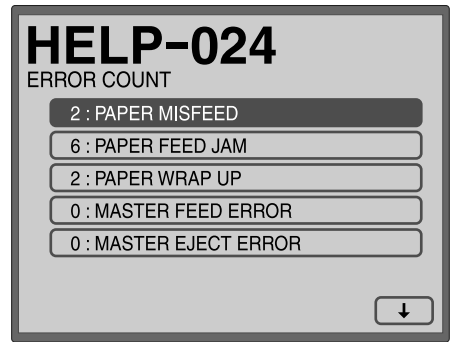 HELP-024
ERROR COUNT
2 : PAPER MISFEED
6 : PAPER FEED JAM
2 : PAPER WRAP UP
0 : MASTER FEED ERROR
0 : MASTER EJECT ERROR
↓